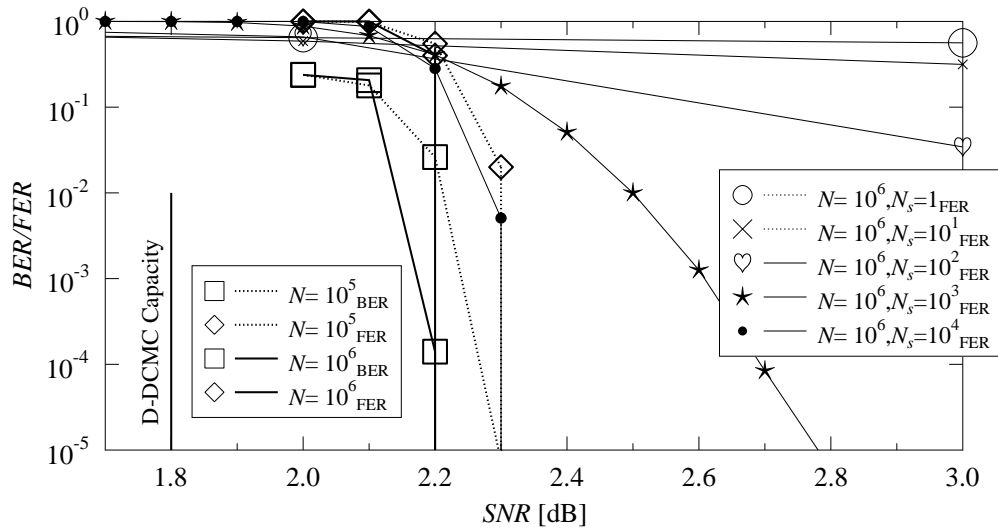 10^0
10^-1
10^-2
10^-3
10^-4
10^-5
BER/FER
D-DCMC Capacity
N= 10^5 BER
N= 10^5 FER
N= 10^6 BER
N= 10^6 FER
N= 10^6,N_s=1 FER
N= 10^6,N_s=10^1 FER
N= 10^6,N_s=10^2 FER
N= 10^6,N_s=10^3 FER
N= 10^6,N_s=10^4 FER
1.8 2.0 2.2 2.4 2.6 2.8 3.0
SNR [dB]